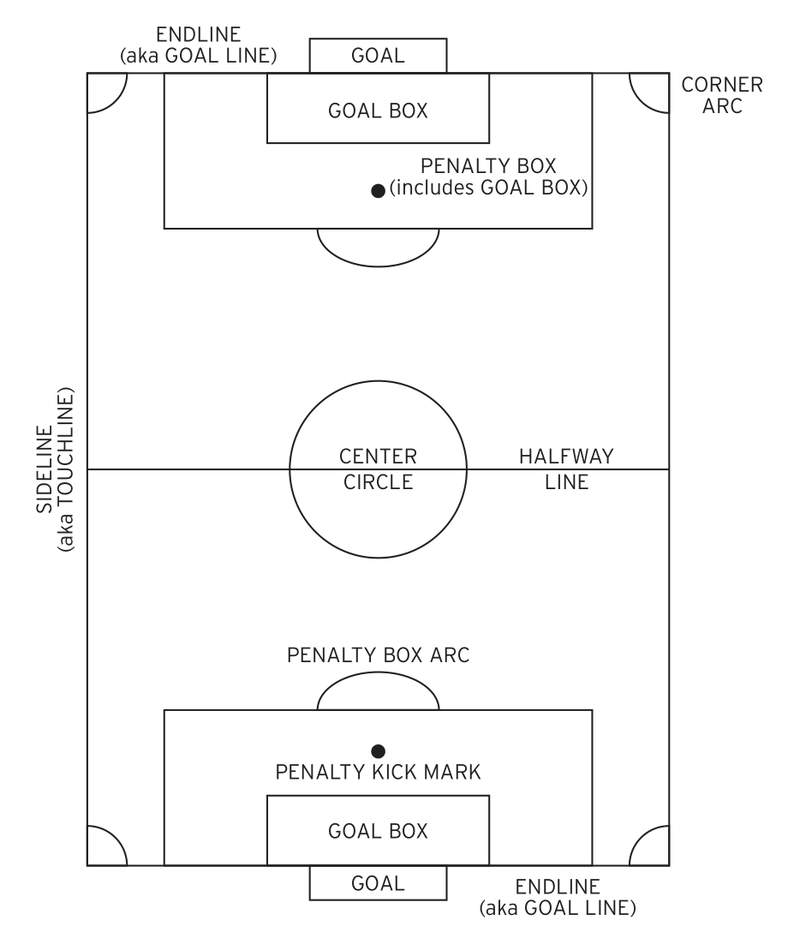 ENDLINE
(aka GOAL LINE)
GOAL
CORNER
ARC
GOAL BOX
PENALTY BOX
(includes GOAL BOX)
SIDELINE
(aka TOUCHLINE)
CENTER
CIRCLE
HALFWAY
LINE
PENALTY BOX ARC
PENALTY KICK MARK
GOAL BOX
GOAL
ENDLINE
(aka GOAL LINE)